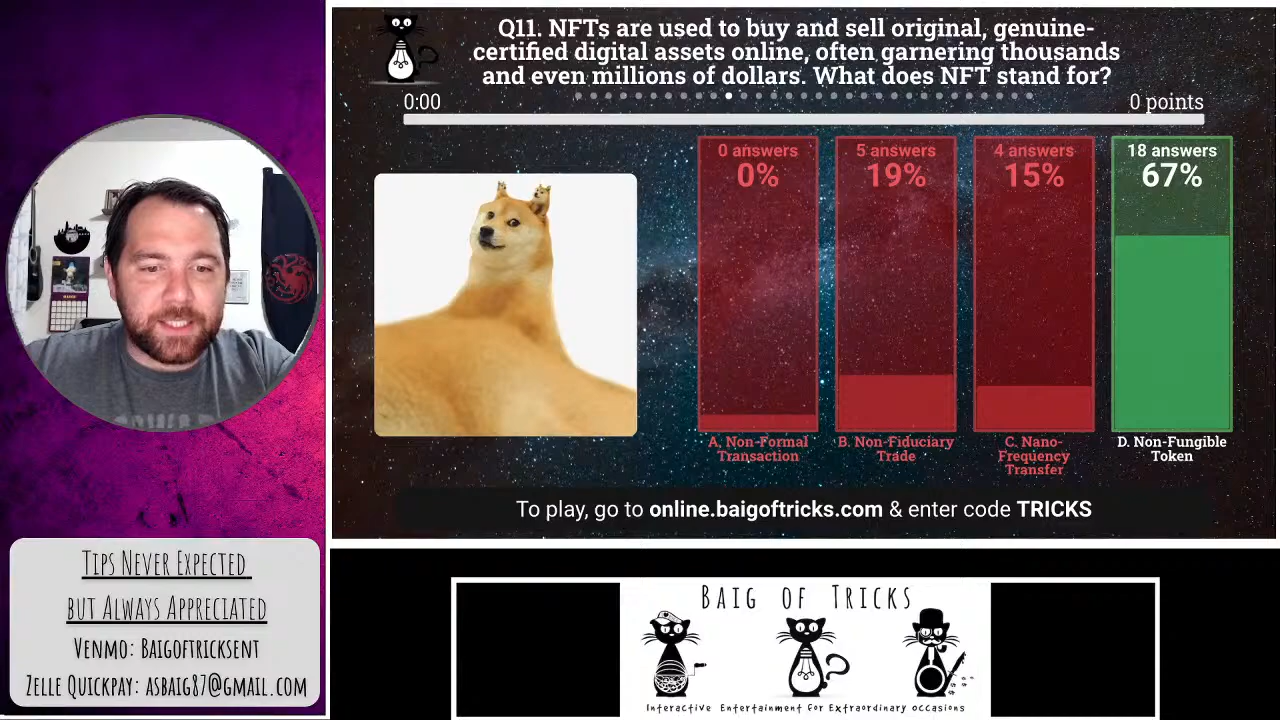 Q11. NFTs are used to buy and sell original, genuine-
certified digital assets online, often garnering thousands
and even millions of dollars. What does NFT stand for?
0:00
0 points
0 answers
0%
5 answers
19%
4 answers
15%
18 answers
67%
A. Non-Formal
Transaction
B. Non-Fiduciary
Trade
C. Nano-
Frequency
Transfer
D. Non-Fungible
Token
To play, go to online.baigoftricks.com & enter code TRICKS
Tips Never Expected
but Always Appreciated
Venmo: Baigoftricksent
Zelle Quickpay: asbaig87@gmail.com
Baig of Tricks
Interactive Entertainment for Extraordinary Occasions